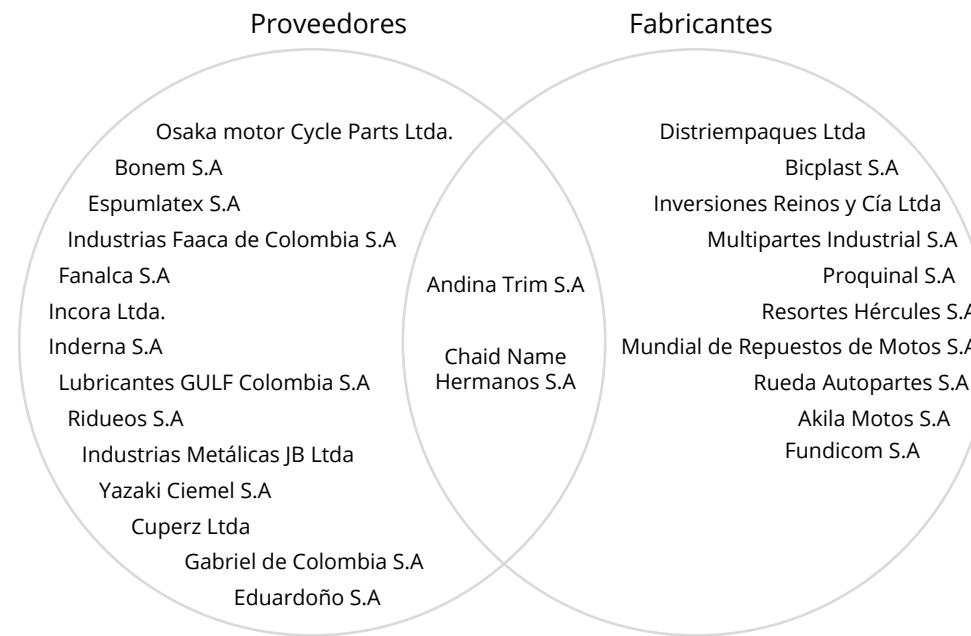 Proveedores
Fabricantes
Osaka motor Cycle Parts Ltda.
Bonem S.A
Espumlatex S.A
Industrias Faaca de Colombia S.A
Fanalca S.A
Incora Ltda.
Inderna S.A
Lubricantes GULF Colombia S.A
Ridueos S.A
Industrias Metálicas JB Ltda
Yazaki Ciemel S.A
Cuperz Ltda
Gabriel de Colombia S.A
Eduardoño S.A
Andina Trim S.A
Chaid Name
Hermanos S.A
Distriempaques Ltda
Bicplast S.A
Inversiones Reinos y Cía Ltda
Multipartes Industrial S.A
Proquinal S.A
Resortes Hércules S.A
Mundial de Repuestos de Motos S.A
Rueda Autopartes S.A
Akila Motos S.A
Fundicom S.A